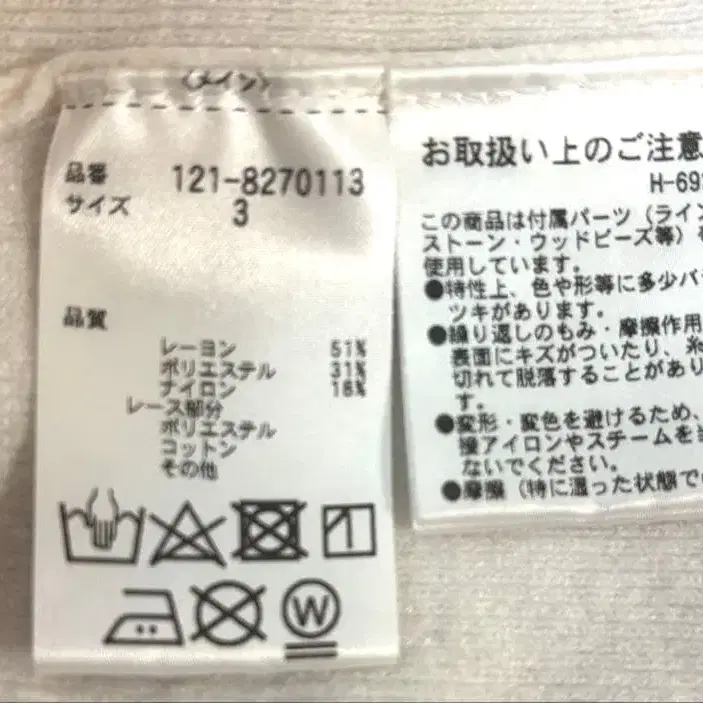 〈メイン〉
品番 121-8270113
サイズ 3
品質
レーヨン 51%
ポリエステル 31%
ナイロン 18%
レース部分
ポリエステル
コットン
その他
W
お取扱い上のご注意
H-69
この商品は付属パーツ（ライン
ストーン・ウッドビーズ等）を
使用しています。
●特性上、色や形等に多少バ
ツキがあります。
●繰り返しのもみ・摩擦作用
表面にキズがついたり、糸
切れて脱落することがあり
す。
●変形・変色を避けるため、
接アイロンやスチームを
ないでください。
●摩擦（特に湿った状態での